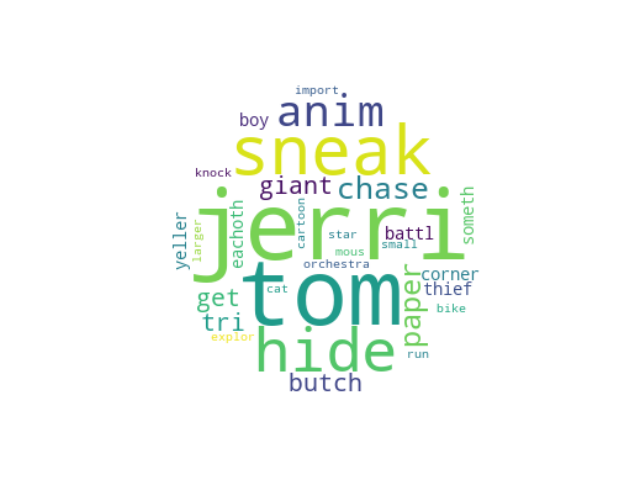 import
boy anim
sneak
knock
giant chase
jerri
yeller
larger
eachoth
cartoon
someth
star battl
small
mous
orchestra
tom
cat
paper
corner
get thief
tri bike
explor
hide run
butch